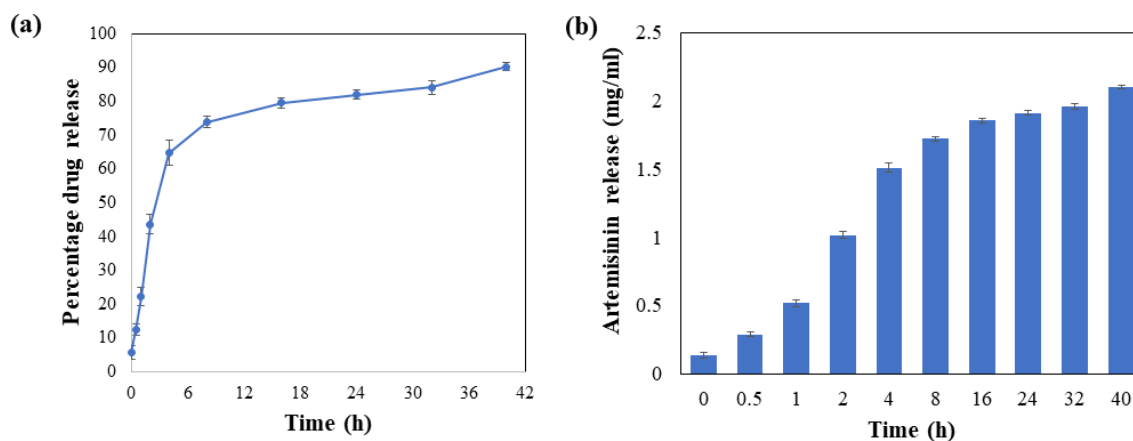 (a)
Percentage drug release
100
90
80
70
60
50
40
30
20
10
0
0 6 12 18 24 30 36 42
Time (h)
(b)
Artemisinin release (mg/ml)
2.5
2
1.5
1
0.5
0
0 0.5 1 2 4 8 16 24 32 40
Time (h)